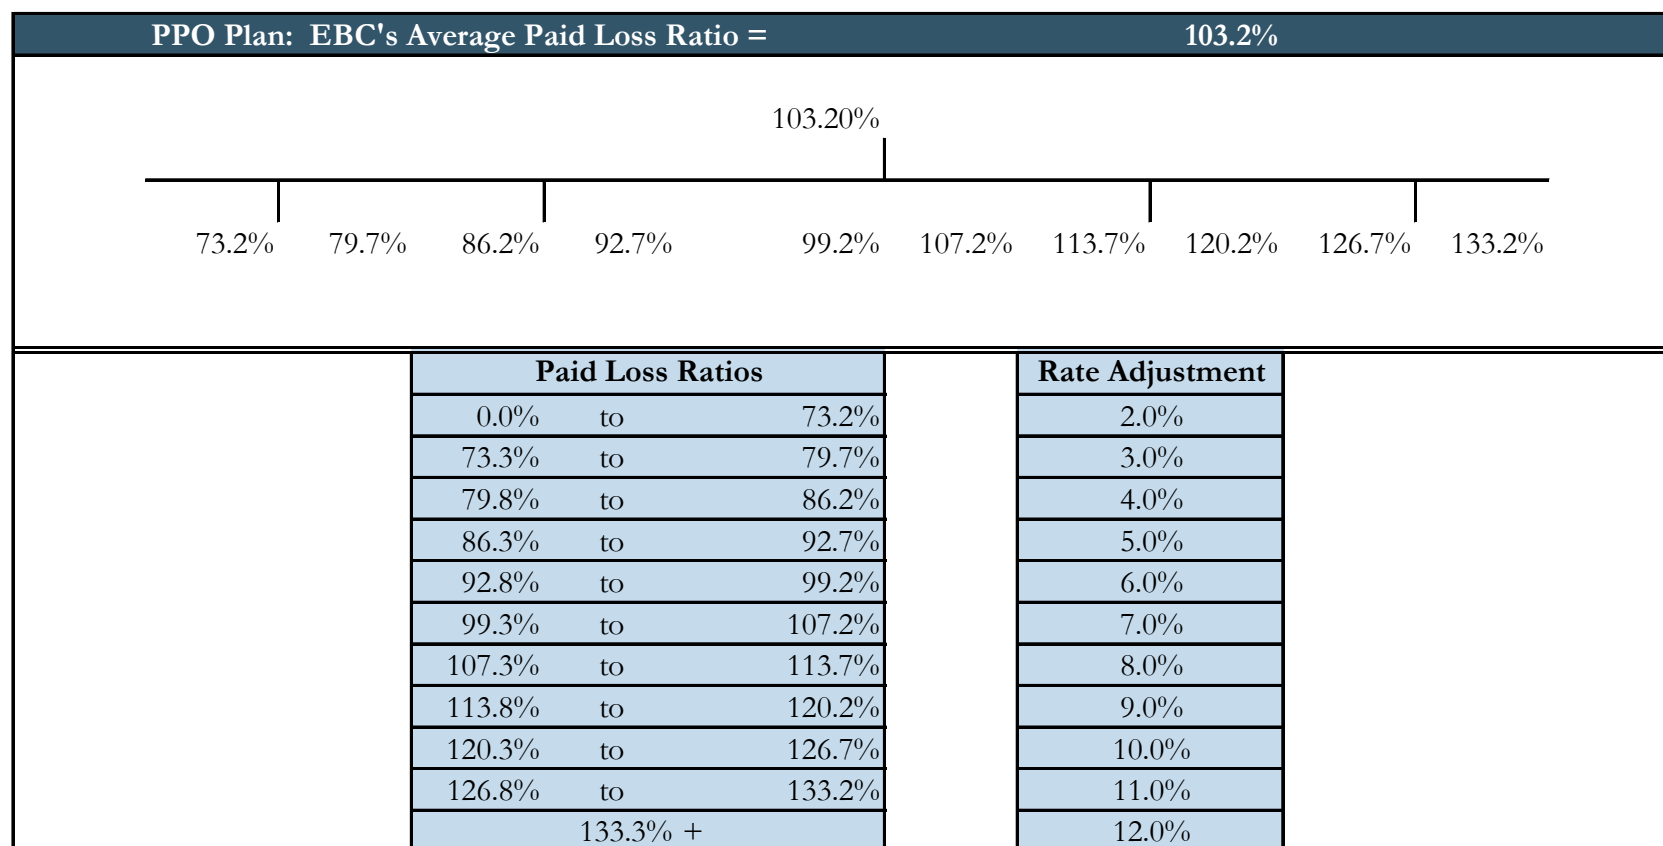 PPO Plan: EBC's Average Paid Loss Ratio = 103.2%
103.20%
73.2% 79.7% 86.2% 92.7% 99.2% 107.2% 113.7% 120.2% 126.7% 133.2%
Paid Loss Ratios Rate Adjustment
0.0% to 73.2% 2.0%
73.3% to 79.7% 3.0%
79.8% to 86.2% 4.0%
86.3% to 92.7% 5.0%
92.8% to 99.2% 6.0%
99.3% to 107.2% 7.0%
107.3% to 113.7% 8.0%
113.8% to 120.2% 9.0%
120.3% to 126.7% 10.0%
126.8% to 133.2% 11.0%
133.3% + 12.0%